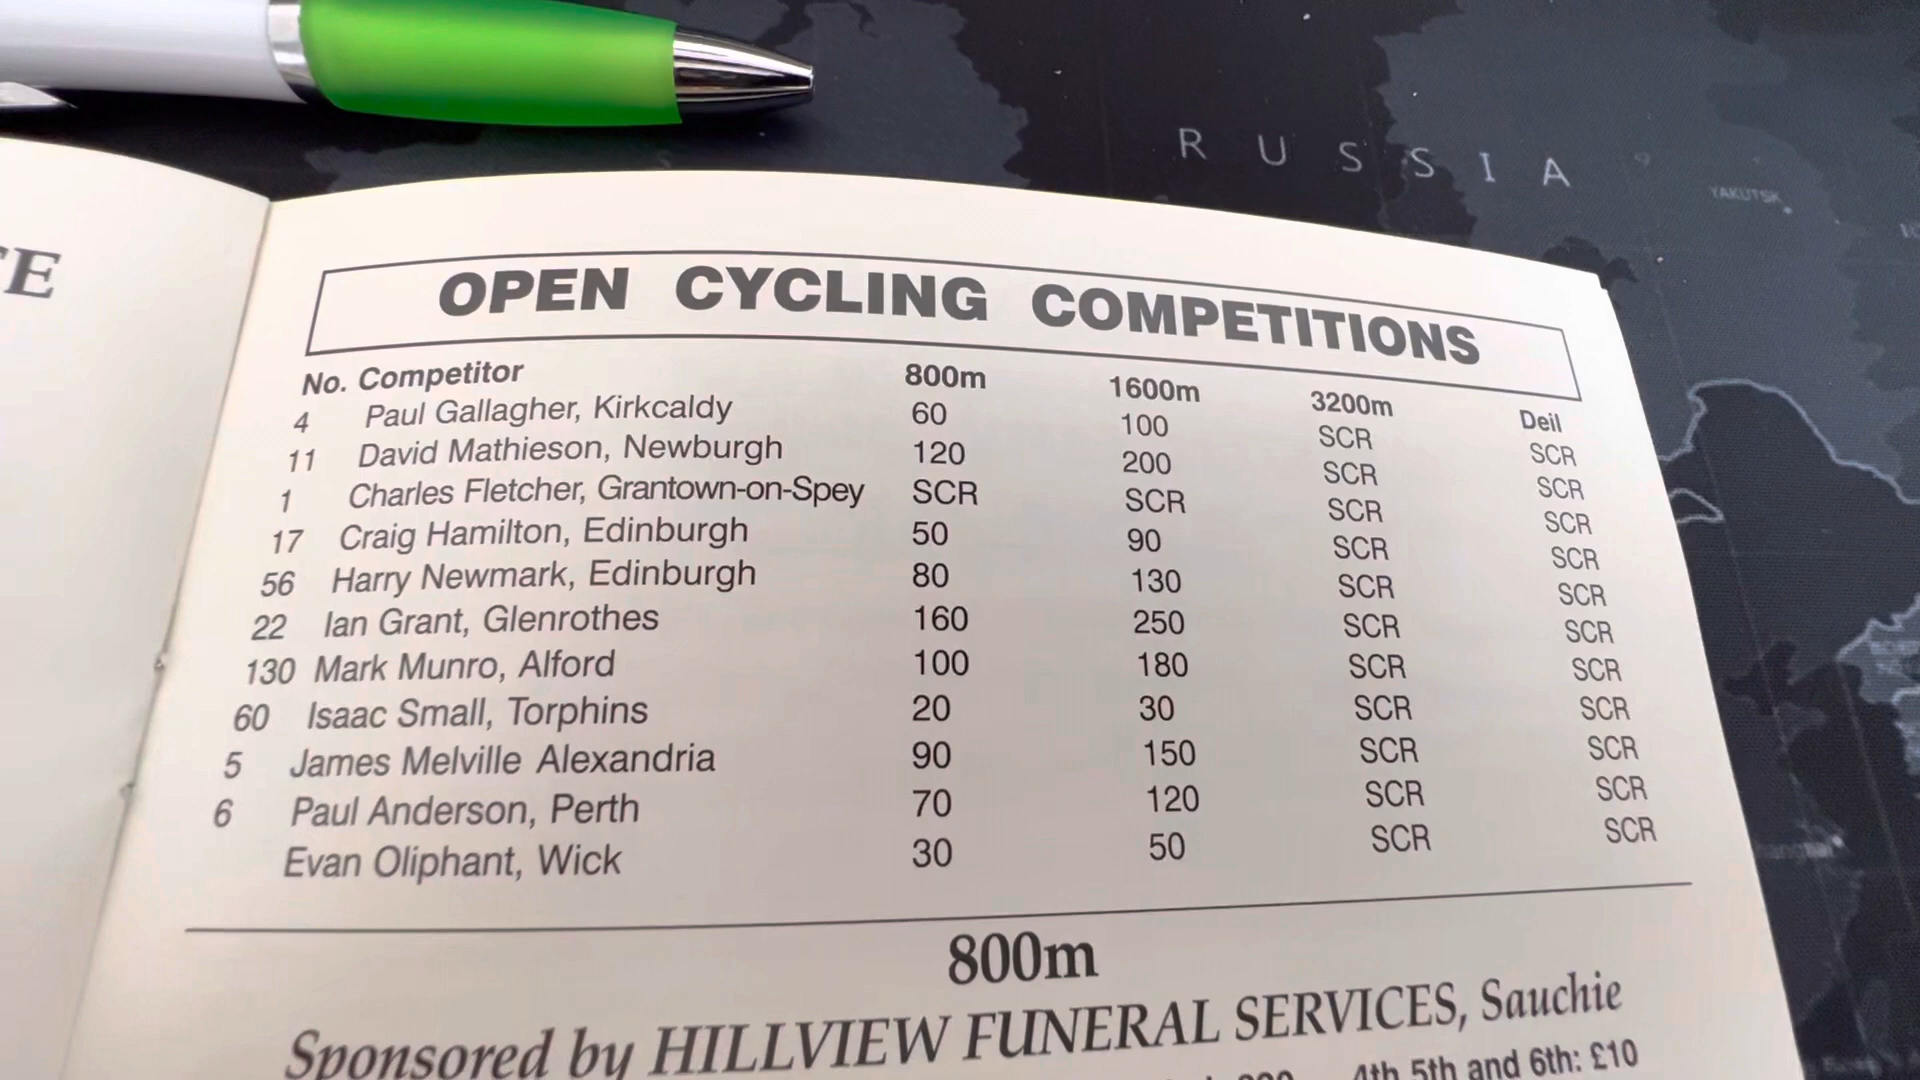 RUSSIA
YAKUTSK
TE
OPEN CYCLING COMPETITIONS
No. Competitor 800m 1600m 3200m Deil
4 Paul Gallagher, Kirkcaldy 60 100 SCR SCR
11 David Mathieson, Newburgh 120 200 SCR SCR
1 Charles Fletcher, Grantown-on-Spey SCR SCR SCR SCR
17 Craig Hamilton, Edinburgh 50 90 SCR SCR
56 Harry Newmark, Edinburgh 80 130 SCR SCR
22 Ian Grant, Glenrothes 160 250 SCR SCR
130 Mark Munro, Alford 100 180 SCR SCR
60 Isaac Small, Torphins 20 30 SCR SCR
5 James Melville Alexandria 90 150 SCR SCR
6 Paul Anderson, Perth 70 120 SCR SCR
Evan Oliphant, Wick 30 50 SCR SCR
800m
Sponsored by HILLVIEW FUNERAL SERVICES, Sauchie
4th 5th and 6th: £10